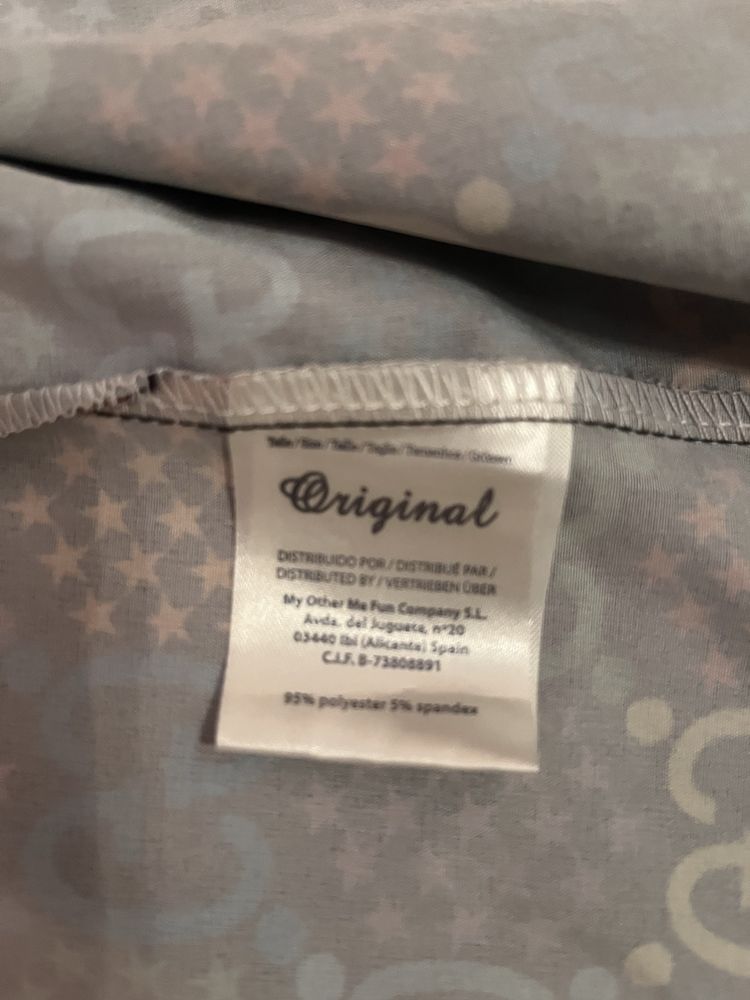 Talla / Size / Taille / Taglia / Tamanho / Größen
Original
DISTRIBUIDO POR / DISTRIBUÉ PAR /
DISTRIBUTED BY / VERTRIEBEN ÜBER
My Other Me Fun Company S.L.
Avda. del Juguete, nº20
03440 Ibi (Alicante) Spain
C.I.F. B-73808891
95% polyester 5% spandex